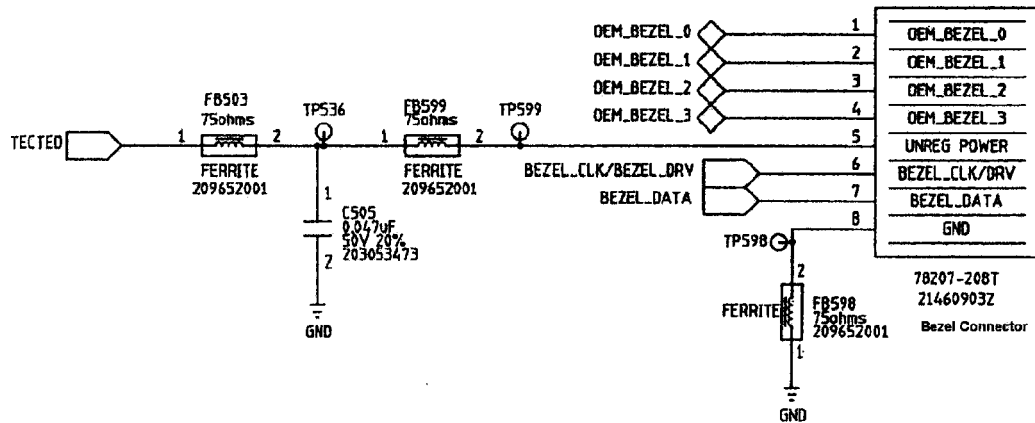 OEM_BEZEL_0
OEM_BEZEL_1
OEM_BEZEL_2
OEM_BEZEL_3
1
2
3
4
5
6
7
8
OEM_BEZEL_0
OEM_BEZEL_1
OEM_BEZEL_2
OEM_BEZEL_3
UNREG POWER
BEZEL_CLK/DRV
BEZEL_DATA
GND
78207-208T
21460903Z
Bezel Connector
TECTED
FB503
75ohms
1 2
FERRITE
209652001
TP536
FB599
75ohms
1 2
FERRITE
209652001
TP599
BEZEL_CLK/BEZEL_DRV
BEZEL_DATA
1
C505
0.047uF
50V 20%
203053473
2
GND
TP598
2
FERRITE
FB598
75ohms
209652001
1
GND